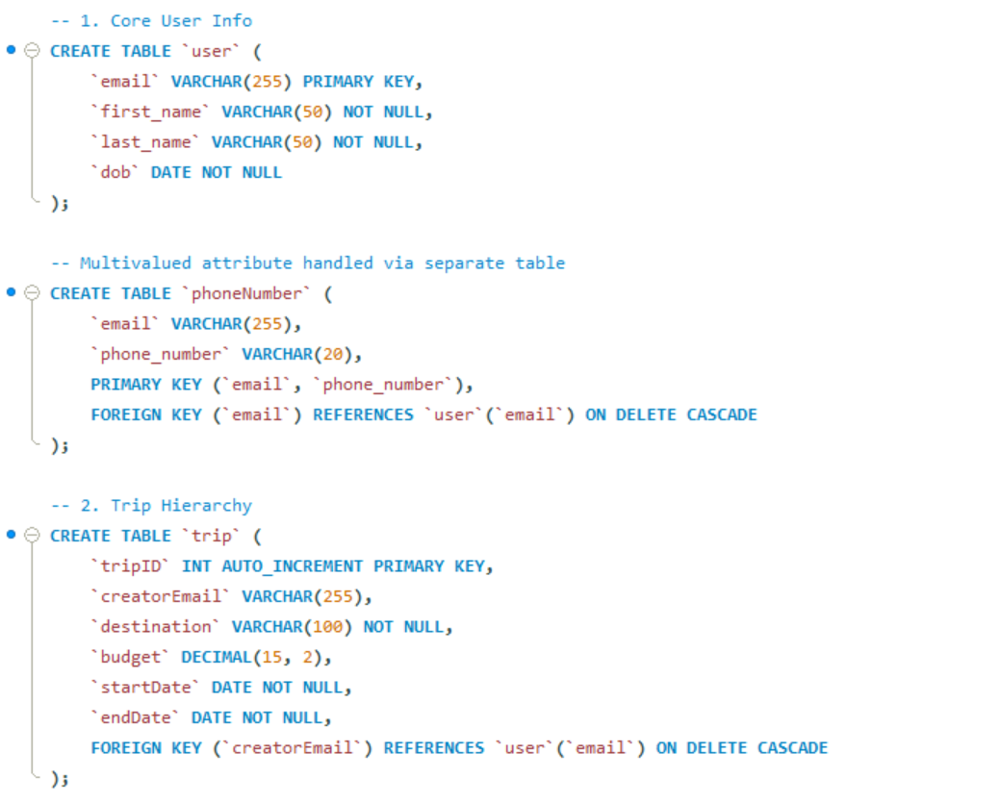 -- 1. Core User Info
CREATE TABLE `user` (
`email` VARCHAR(255) PRIMARY KEY,
`first_name` VARCHAR(50) NOT NULL,
`last_name` VARCHAR(50) NOT NULL,
`dob` DATE NOT NULL
);
-- Multivalued attribute handled via separate table
CREATE TABLE `phoneNumber` (
`email` VARCHAR(255),
`phone_number` VARCHAR(20),
PRIMARY KEY (`email`, `phone_number`),
FOREIGN KEY (`email`) REFERENCES `user`(`email`) ON DELETE CASCADE
);
-- 2. Trip Hierarchy
CREATE TABLE `trip` (
`tripID` INT AUTO_INCREMENT PRIMARY KEY,
`creatorEmail` VARCHAR(255),
`destination` VARCHAR(100) NOT NULL,
`budget` DECIMAL(15, 2),
`startDate` DATE NOT NULL,
`endDate` DATE NOT NULL,
FOREIGN KEY (`creatorEmail`) REFERENCES `user`(`email`) ON DELETE CASCADE
);